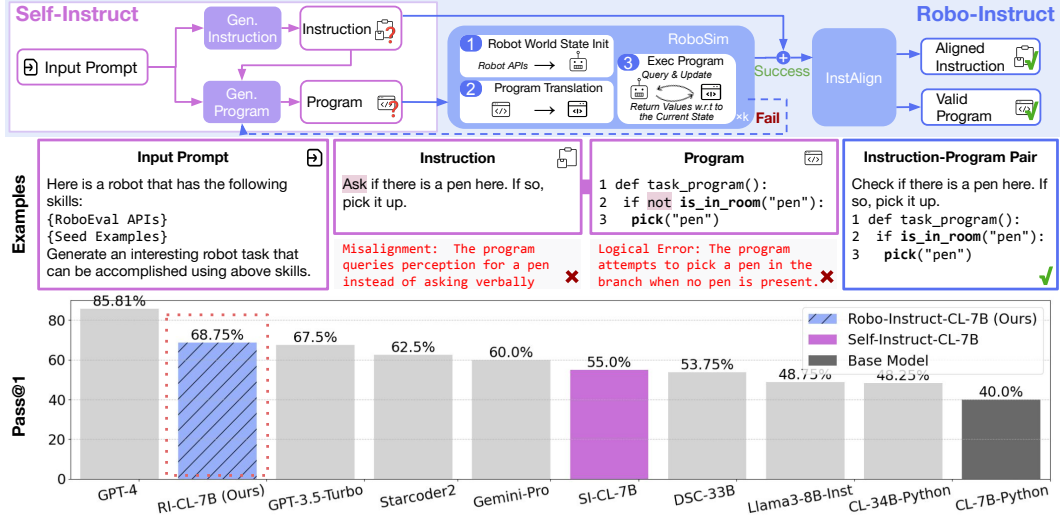 Self-Instruct
Robo-Instruct
Input Prompt
Gen.
Instruction
Instruction
?
Gen.
Program
Program
?
RoboSim
1 Robot World State Init
Robot APIs
2 Program Translation
3 Exec Program
Query & Update
Return Values w.r.t to
the Current State
×k
Fail
Success
InstAlign
Aligned
Instruction
Valid
Program
Examples
Input Prompt
Here is a robot that has the following
skills:
{RoboEval APIs}
{Seed Examples}
Generate an interesting robot task that
can be accomplished using above skills.
Instruction
Ask if there is a pen here. If so,
pick it up.
Misalignment: The program
queries perception for a pen
instead of asking verbally
Program
1 def task_program():
2 if not is_in_room("pen"):
3 pick("pen")
Logical Error: The program
attempts to pick a pen in the
branch when no pen is present.
Instruction-Program Pair
Check if there is a pen here. If
so, pick it up.
1 def task_program():
2 if is_in_room("pen"):
3 pick("pen")
Pass@1
80
60
40
20
0
85.81%
68.75%
67.5%
62.5%
60.0%
55.0%
53.75%
48.75%
48.25%
40.0%
Robo-Instruct-CL-7B (Ours)
Self-Instruct-CL-7B
Base Model
GPT-4
RI-CL-7B (Ours)
GPT-3.5-Turbo
Starcoder2
Gemini-Pro
SI-CL-7B
DSC-33B
Llama3-8B-Inst
CL-34B-Python
CL-7B-Python